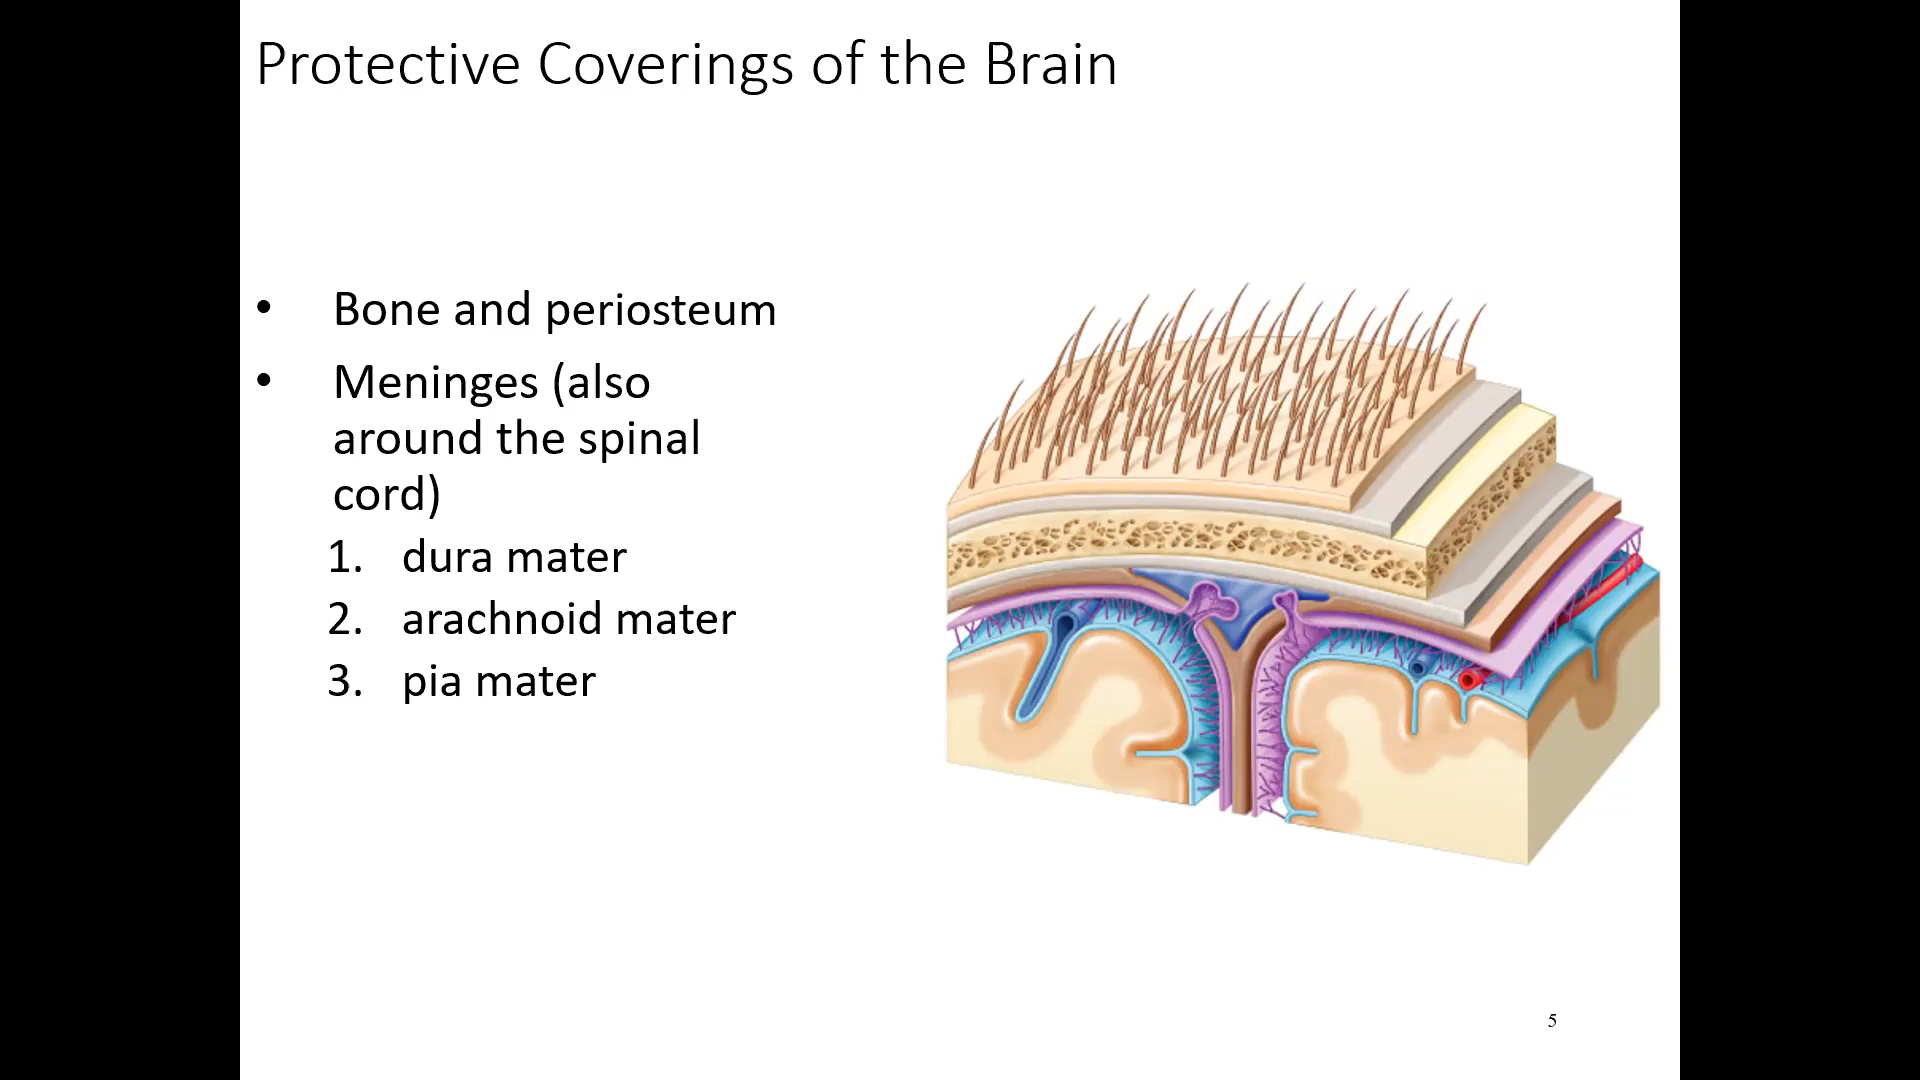 Protective Coverings of the Brain
• Bone and periosteum
• Meninges (also
around the spinal
cord)
1. dura mater
2. arachnoid mater
3. pia mater
5